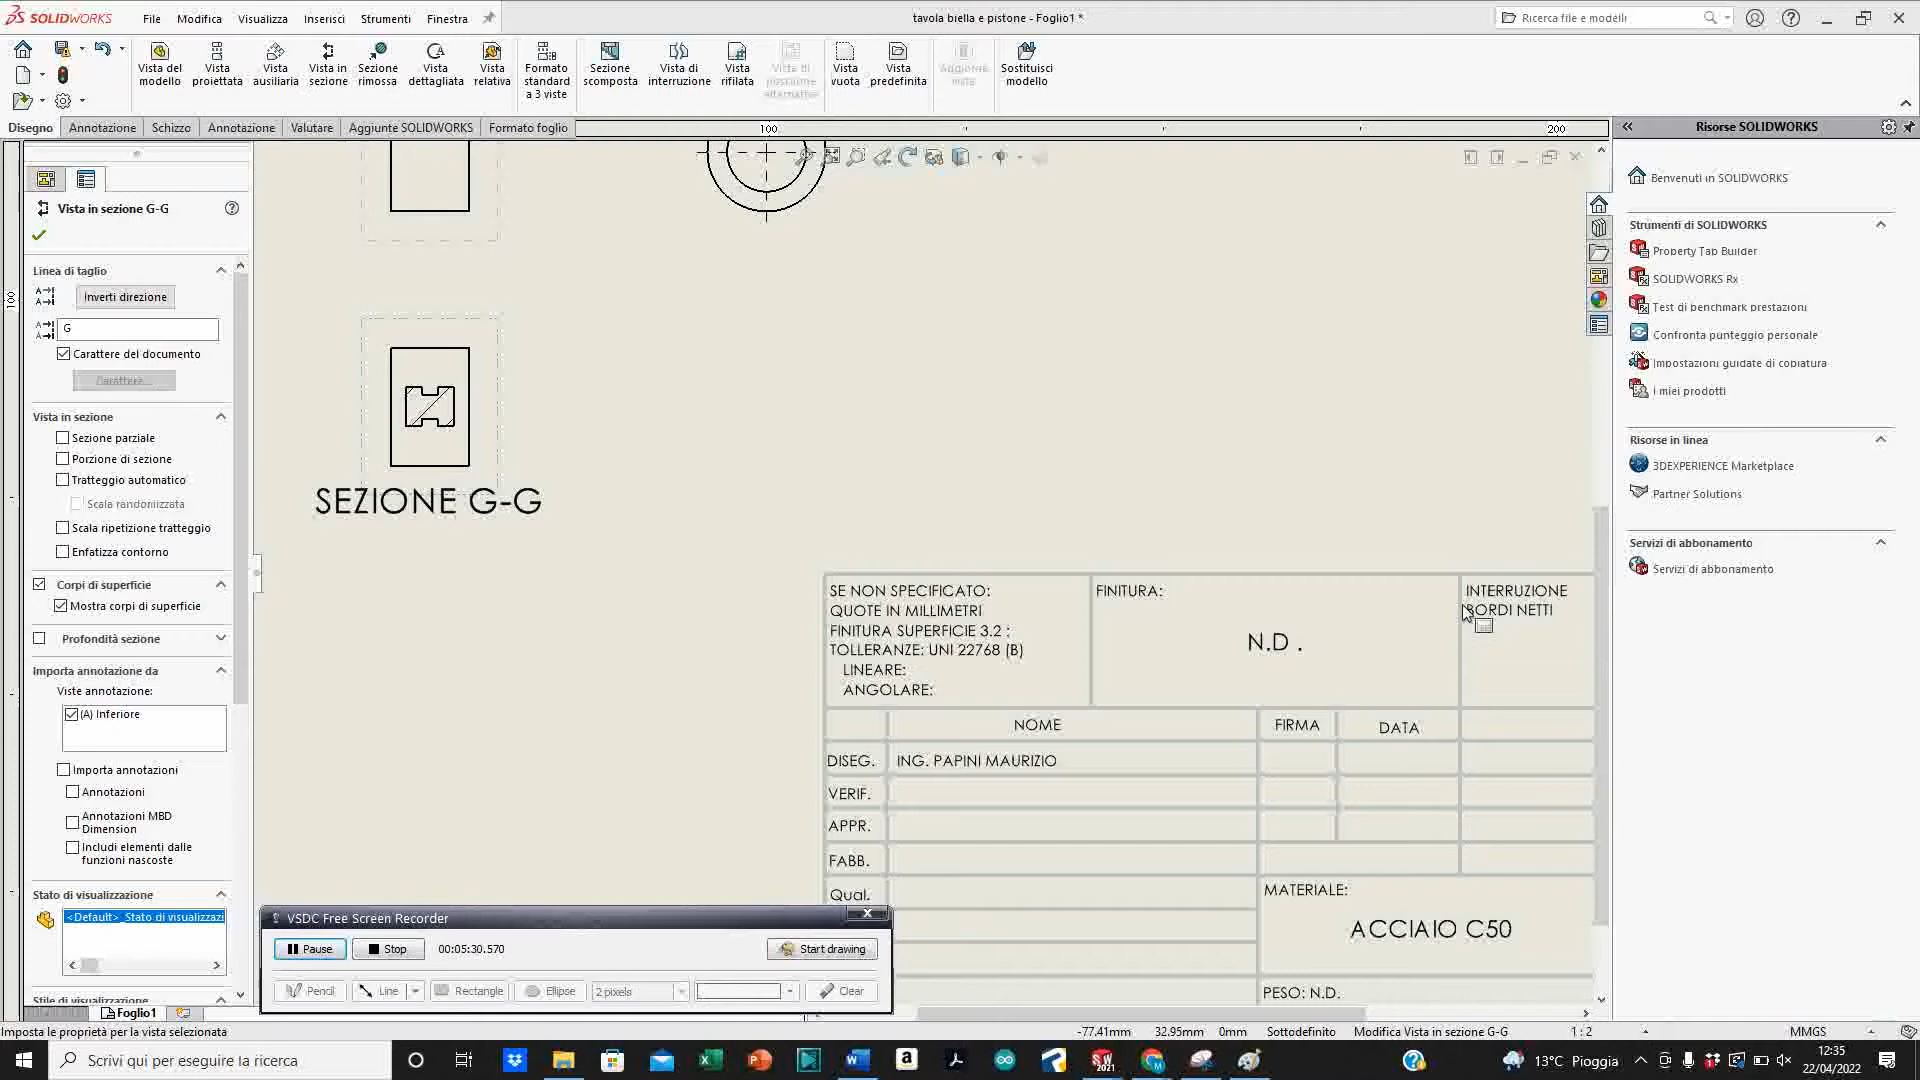 SOLIDWORKS
File
Modifica
Visualizza
Inserisci
Strumenti
Finestra
tavola biella e pistone - Foglio1 *
Ricerca file e modelli
Vista del modello
Vista proiettata
Vista ausiliaria
Vista in sezione
Sezione rimossa
Vista dettagliata
Vista relativa
Formato standard a 3 viste
Sezione scomposta
Vista di interruzione
Vista rifilata
Vista di posizione alternativa
Vista vuota
Vista predefinita
Aggiorna vista
Sostituisci modello
Disegno
Annotazione
Schizzo
Annotazione
Valutare
Aggiunte SOLIDWORKS
Formato foglio
100
200
100
Vista in sezione G-G
Linea di taglio
Inverti direzione
G
Carattere del documento
Carattere...
Vista in sezione
Sezione parziale
Porzione di sezione
Tratteggio automatico
Scala randomizzata
Scala ripetizione tratteggio
Enfatizza contorno
Corpi di superficie
Mostra corpi di superficie
Profondità sezione
Importa annotazione da
Viste annotazione:
(A) Inferiore
Importa annotazioni
Annotazioni
Annotazioni MBD
Dimension
Includi elementi dalle
funzioni nascoste
Stato di visualizzazione
<Default>_Stato di visualizzazi
Stile di visualizzazione
Foglio1
SEZIONE G-G
SE NON SPECIFICATO:
QUOTE IN MILLIMETRI
FINITURA SUPERFICIE 3.2 ;
TOLLERANZE: UNI 22768 (B)
LINEARE:
ANGOLARE:
FINITURA:
N.D .
INTERRUZIONE
BORDI NETTI
NOME
FIRMA
DATA
DISEG.
ING. PAPINI MAURIZIO
VERIF.
APPR.
FABB.
Qual.
MATERIALE:
ACCIAIO C50
PESO: N.D.
VSDC Free Screen Recorder
Pause
Stop
00:05:30.570
Start drawing
Pencil
Line
Rectangle
Ellipse
2 pixels
Clear
Risorse SOLIDWORKS
Benvenuti in SOLIDWORKS
Strumenti di SOLIDWORKS
Property Tap Builder
SOLIDWORKS Rx
Test di benchmark prestazioni
Confronta punteggio personale
Impostazioni guidate di copiatura
I miei prodotti
Risorse in linea
3DEXPERIENCE Marketplace
Partner Solutions
Servizi di abbonamento
Servizi di abbonamento
Imposta le proprietà per la vista selezionata
-77.41mm
32.95mm
0mm
Sottodefinito
Modifica Vista in sezione G-G
1 : 2
MMGS
Scrivi qui per eseguire la ricerca
13°C Pioggia
12:35
22/04/2022